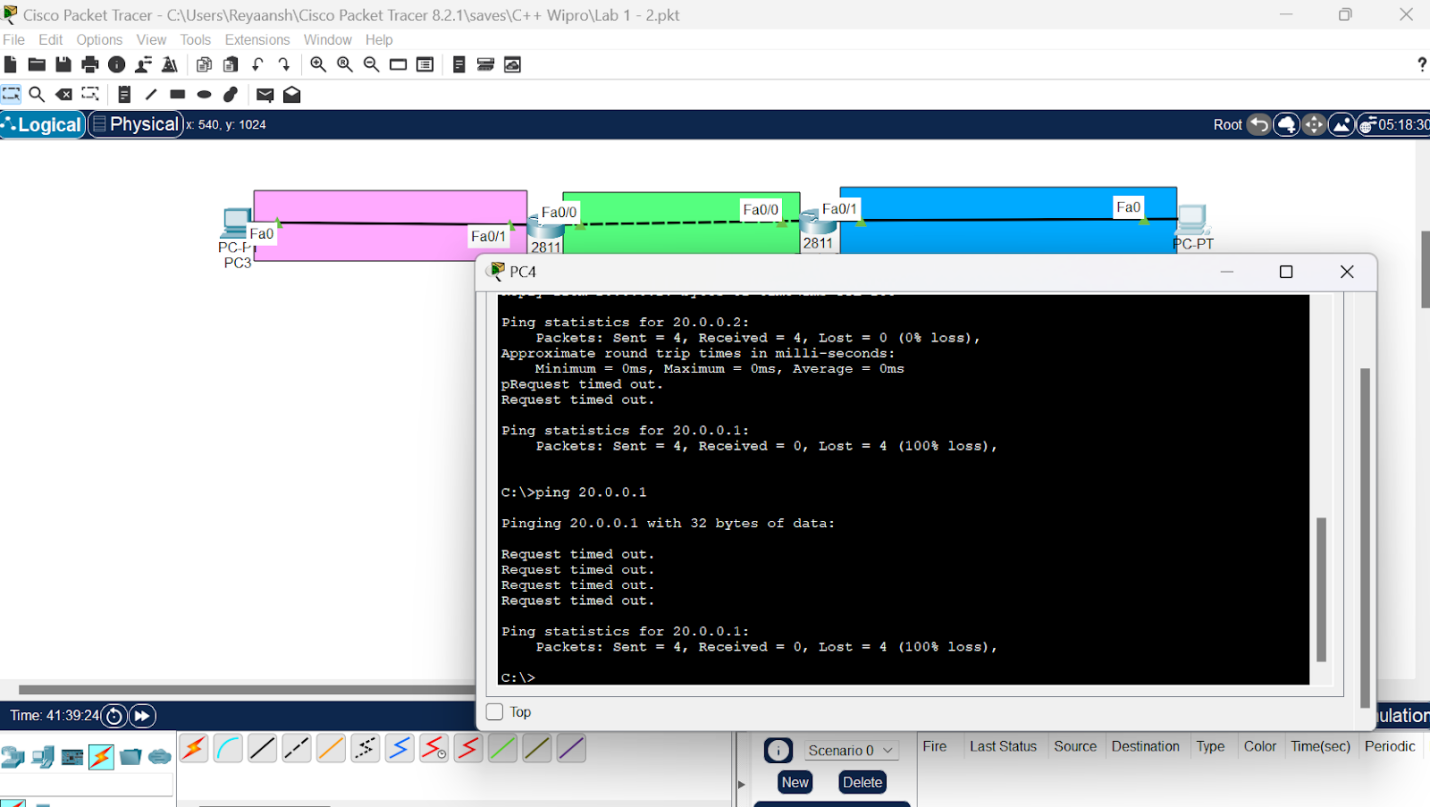 Cisco Packet Tracer - C:\Users\Reyaansh\Cisco Packet Tracer 8.2.1\saves\C++ Wipro\Lab 1 - 2.pkt
File Edit Options View Tools Extensions Window Help
?
Logical Physical x: 540, y: 1024 Root 05:18:30
Fa0/0 Fa0/0 Fa0/1 Fa0
Fa0 Fa0/1
PC-P 2811 2811 PC-PT
PC3
PC4
Ping statistics for 20.0.0.2:
Packets: Sent = 4, Received = 4, Lost = 0 (0% loss),
Approximate round trip times in milli-seconds:
Minimum = 0ms, Maximum = 0ms, Average = 0ms
pRequest timed out.
Request timed out.
Ping statistics for 20.0.0.1:
Packets: Sent = 4, Received = 0, Lost = 4 (100% loss),
C:\>ping 20.0.0.1
Pinging 20.0.0.1 with 32 bytes of data:
Request timed out.
Request timed out.
Request timed out.
Request timed out.
Ping statistics for 20.0.0.1:
Packets: Sent = 4, Received = 0, Lost = 4 (100% loss),
C:\>
Top
Time: 41:39:24 ulation
Scenario 0 Fire Last Status Source Destination Type Color Time(sec) Periodic
New Delete